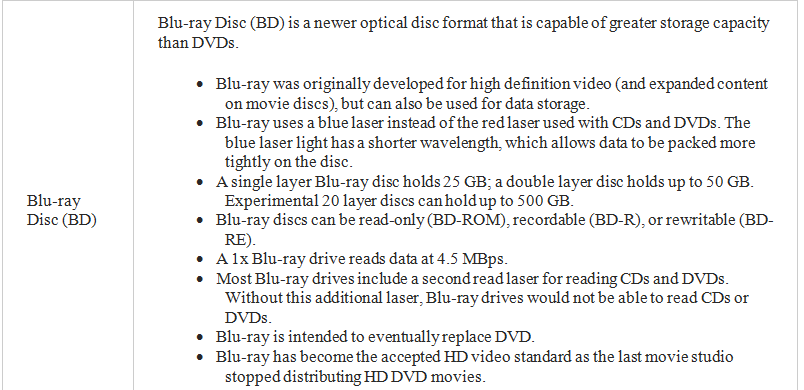 Blu-ray Disc (BD) is a newer optical disc format that is capable of greater storage capacity
than DVDs.
• Blu-ray was originally developed for high definition video (and expanded content
on movie discs), but can also be used for data storage.
• Blu-ray uses a blue laser instead of the red laser used with CDs and DVDs. The
blue laser light has a shorter wavelength, which allows data to be packed more
tightly on the disc.
• A single layer Blu-ray disc holds 25 GB; a double layer disc holds up to 50 GB.
Experimental 20 layer discs can hold up to 500 GB.
Blu-ray
Disc (BD)
• Blu-ray discs can be read-only (BD-ROM), recordable (BD-R), or rewritable (BD-
RE).
• A 1x Blu-ray drive reads data at 4.5 MBps.
• Most Blu-ray drives include a second read laser for reading CDs and DVDs.
Without this additional laser, Blu-ray drives would not be able to read CDs or
DVDs.
• Blu-ray is intended to eventually replace DVD.
• Blu-ray has become the accepted HD video standard as the last movie studio
stopped distributing HD DVD movies.